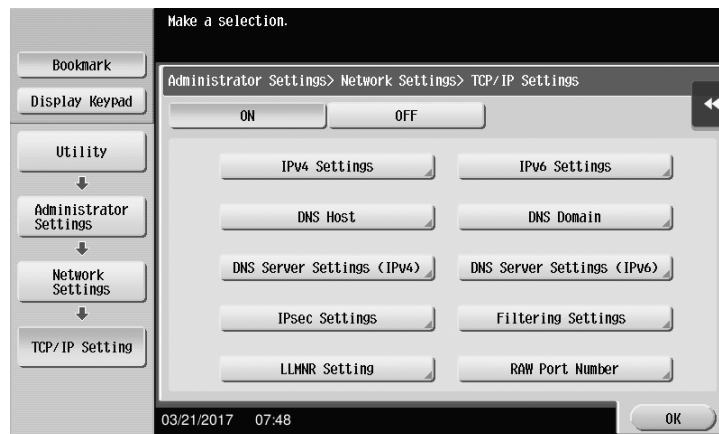 Make a selection.
Bookmark
Display Keypad
Utility
Administrator
Settings
Network
Settings
TCP/IP Setting
Administrator Settings> Network Settings> TCP/IP Settings
ON
OFF
IPv4 Settings
IPv6 Settings
DNS Host
DNS Domain
DNS Server Settings (IPv4)
DNS Server Settings (IPv6)
IPsec Settings
Filtering Settings
LLMNR Setting
RAW Port Number
03/21/2017 07:48
OK